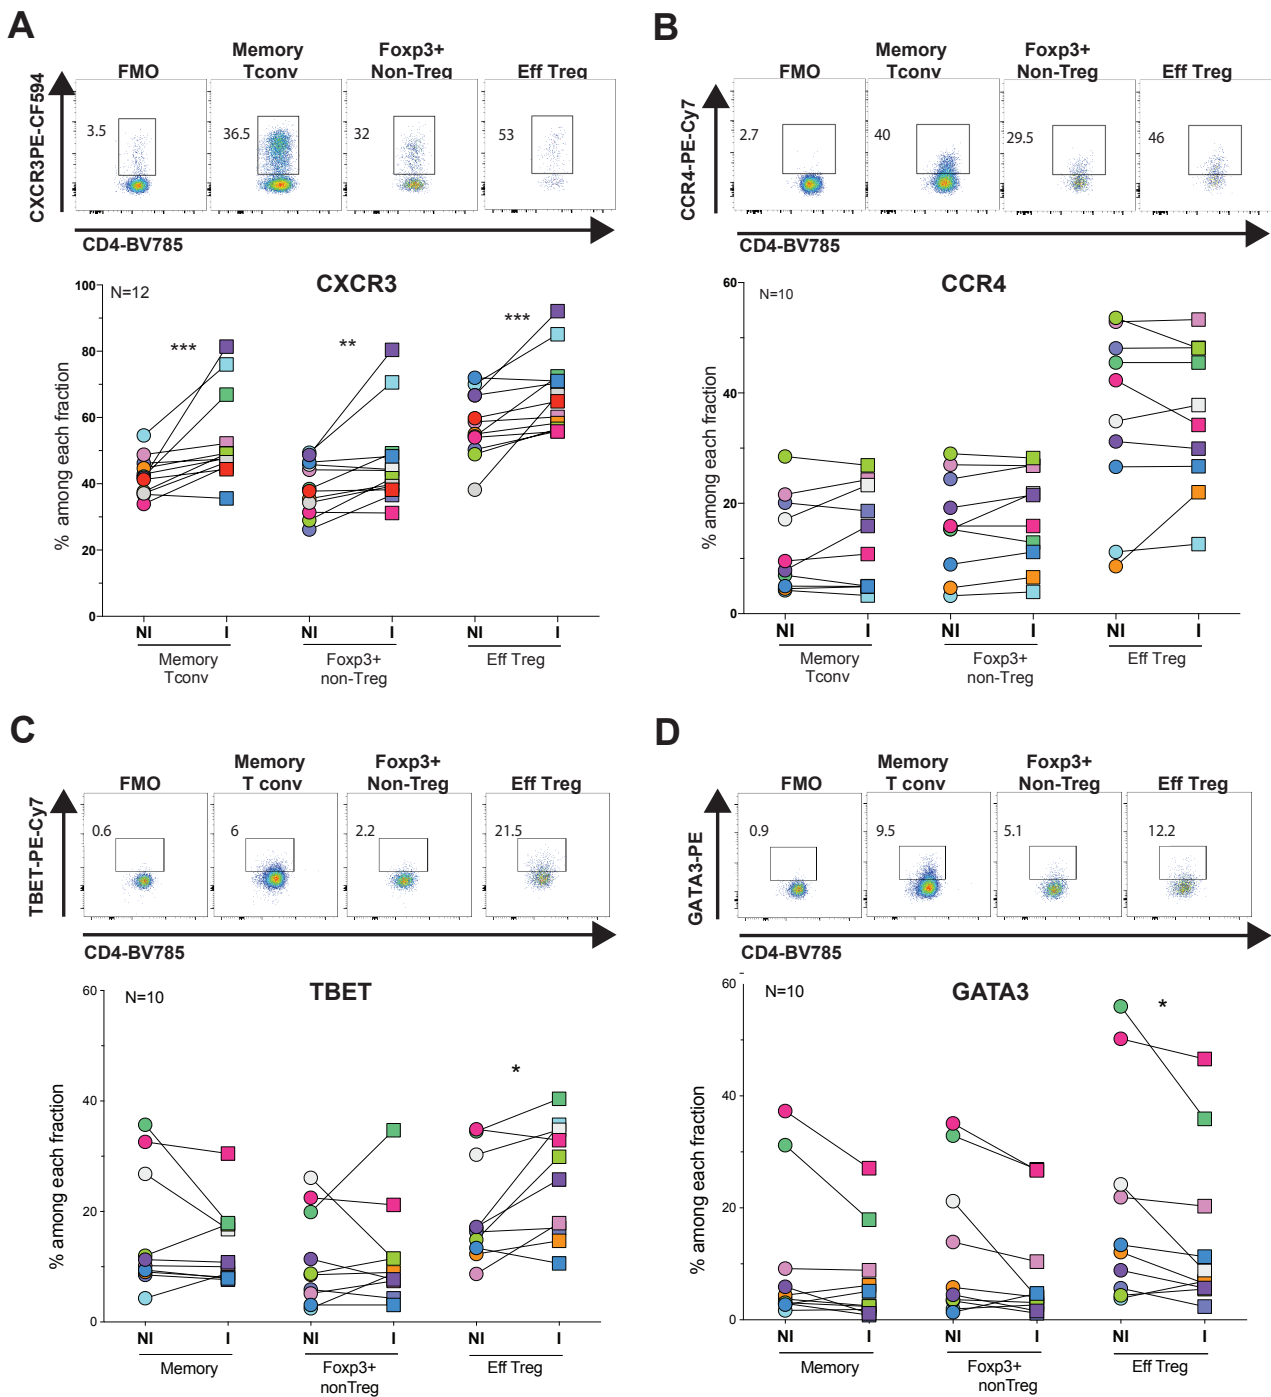 A
FMO
Memory
Tconv
Foxp3+
Non-Treg
Eff Treg
CXCR3PE-CF594
3.5
36.5
32
53
CD4-BV785
CXCR3
N=12
100
80
60
40
20
0
% among each fraction
***
**
***
NI
I
NI
I
NI
I
Memory
Tconv
Foxp3+
non-Treg
Eff Treg
B
FMO
Memory
Tconv
Foxp3+
Non-Treg
Eff Treg
CCR4-PE-Cy7
2.7
40
29.5
46
CD4-BV785
CCR4
N=10
60
40
20
0
% among each fraction
NI
I
NI
I
NI
I
Memory
Tconv
Foxp3+
non-Treg
Eff Treg
C
FMO
Memory
T conv
Foxp3+
Non-Treg
Eff Treg
TBET-PE-Cy7
0.6
6
2.2
21.5
CD4-BV785
TBET
N=10
60
40
20
0
% among each fraction
*
NI
I
NI
I
NI
I
Memory
Foxp3+
nonTreg
Eff Treg
D
FMO
Memory
T conv
Foxp3+
Non-Treg
Eff Treg
GATA3-PE
0.9
9.5
5.1
12.2
CD4-BV785
GATA3
N=10
60
40
20
0
% among each fraction
*
NI
I
NI
I
NI
I
Memory
Foxp3+
nonTreg
Eff Treg